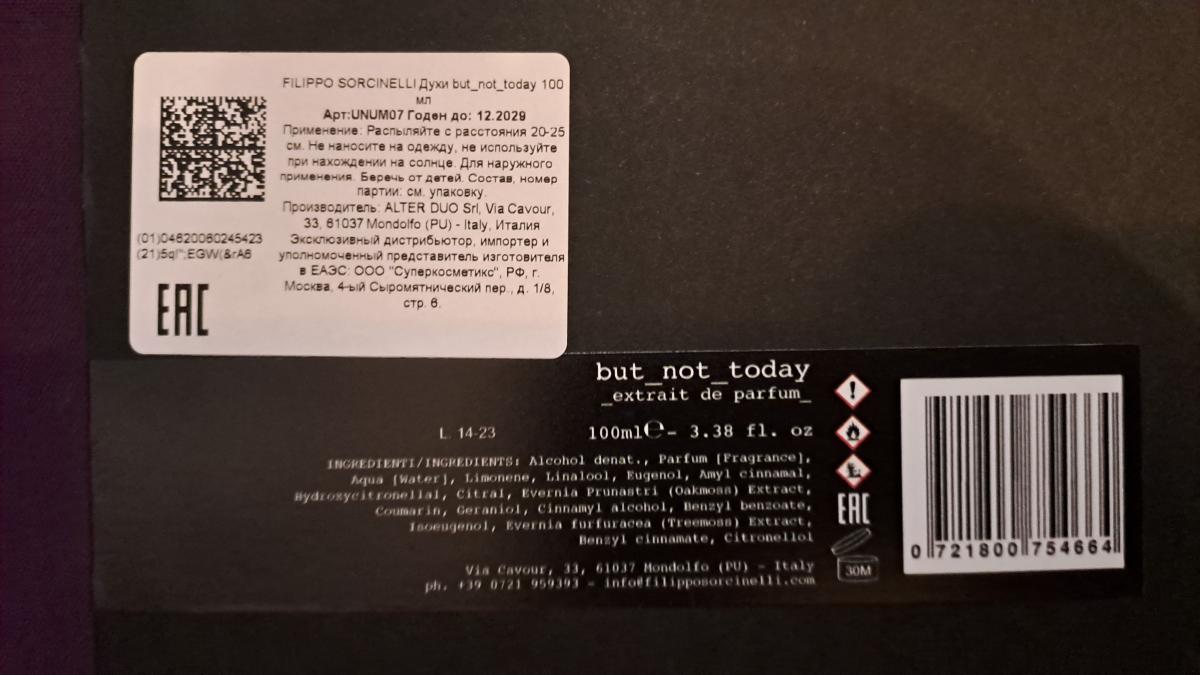 FILIPPO SORCINELLI Духи but_not_today 100
мл
Арт:UNUM07 Годен до: 12.2029
Применение: Распыляйте с расстояния 20-25
см. Не наносите на одежду, не используйте
при нахождении на солнце. Для наружного
применения. Беречь от детей. Состав, номер
партии: см. упаковку.
Производитель: ALTER DUO Srl, Via Cavour,
33, 61037 Mondolfo (PU) - Italy, Италия
Эксклюзивный дистрибьютор, импортер и
уполномоченный представитель изготовителя
в ЕАЭС: ООО "Суперкосметикс", РФ, г.
Москва, 4-ый Сыромятнический пер., д. 1/8,
стр. 6.
(01)04620060245423
(21)5ql";EGW(&rA6
EAC
but_not_today
_extrait de parfum_
L. 14-23
100ml℮- 3.38 fl. oz
INGREDIENTI/INGREDIENTS: Alcohol denat., Parfum [Fragrance],
Aqua [Water], Limonene, Linalool, Eugenol, Amyl cinnamal,
Hydroxycitronellal, Citral, Evernia Prunastri (Oakmoss) Extract,
Coumarin, Geraniol, Cinnamyl alcohol, Benzyl benzoate,
Isoeugenol, Evernia furfuracea (Treemoss) Extract,
Benzyl cinnamate, Citronellol
Via Cavour, 33, 61037 Mondolfo (PU) - Italy
ph. +39 0721 959393 - info@filipposorcinelli.com
EAC
30M
0 721800 754664